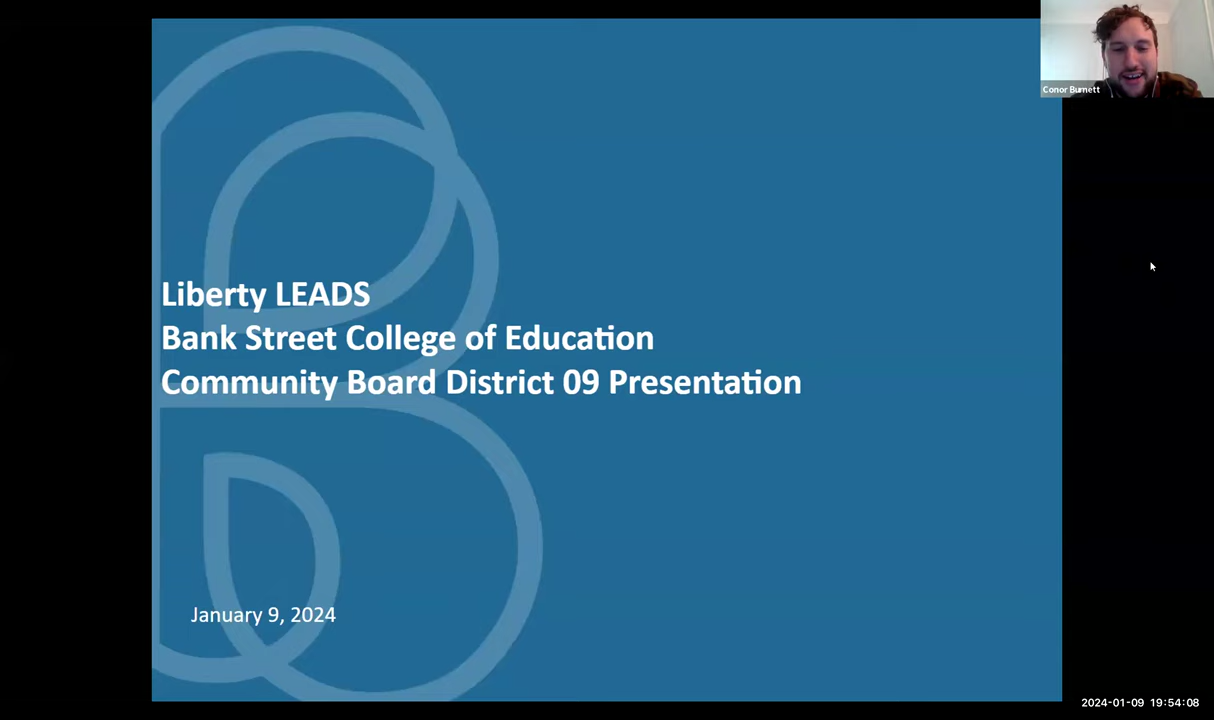 Conor Burnett
Liberty LEADS
Bank Street College of Education
Community Board District 09 Presentation
January 9, 2024
2024-01-09 19:54:08